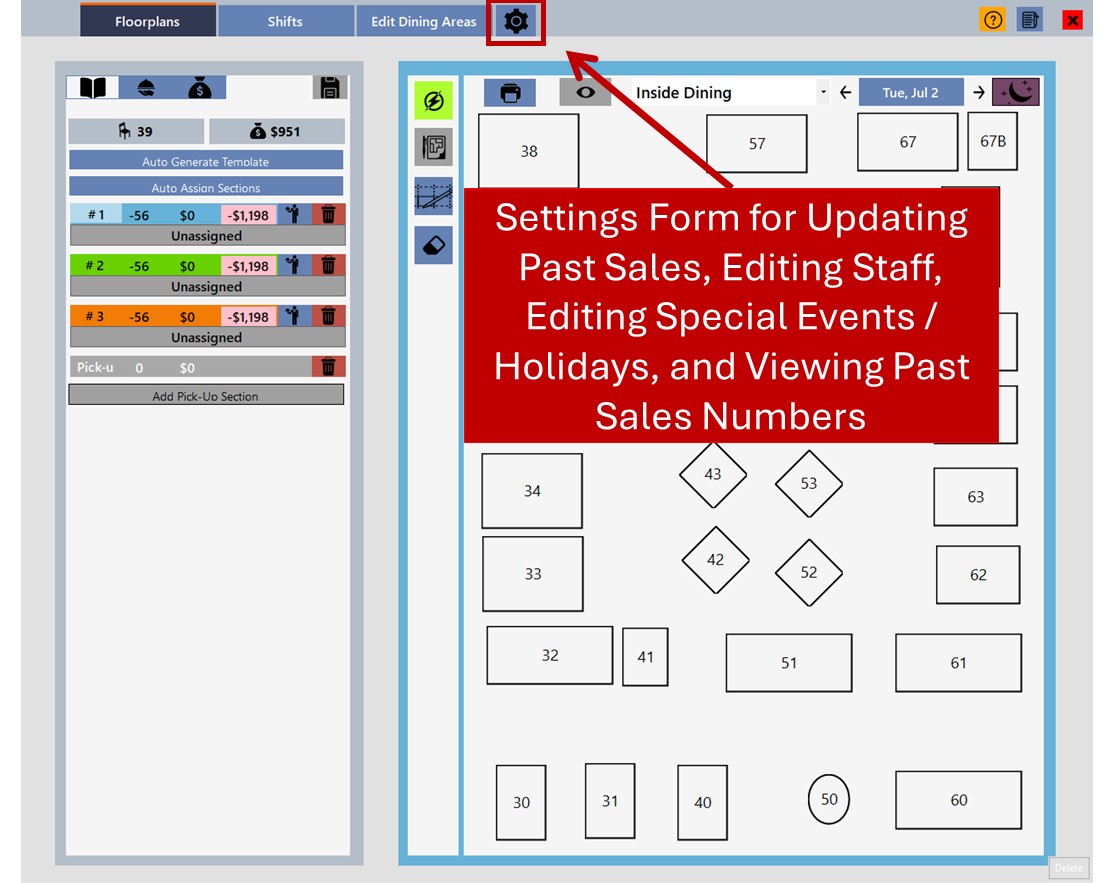 Floorplans
Shifts
Edit Dining Areas
?
Inside Dining
Tue, Jul 2
39
$951
Auto Generate Template
Auto Assign Sections
# 1 -56 $0 -$1,198
Unassigned
# 2 -56 $0 -$1,198
Unassigned
# 3 -56 $0 -$1,198
Unassigned
Pick-u 0 $0
Add Pick-Up Section
38
57
67
67B
Settings Form for Updating
Past Sales, Editing Staff,
Editing Special Events /
Holidays, and Viewing Past
Sales Numbers
34
43
53
63
33
42
52
62
32
41
51
61
30
31
40
50
60
Delete